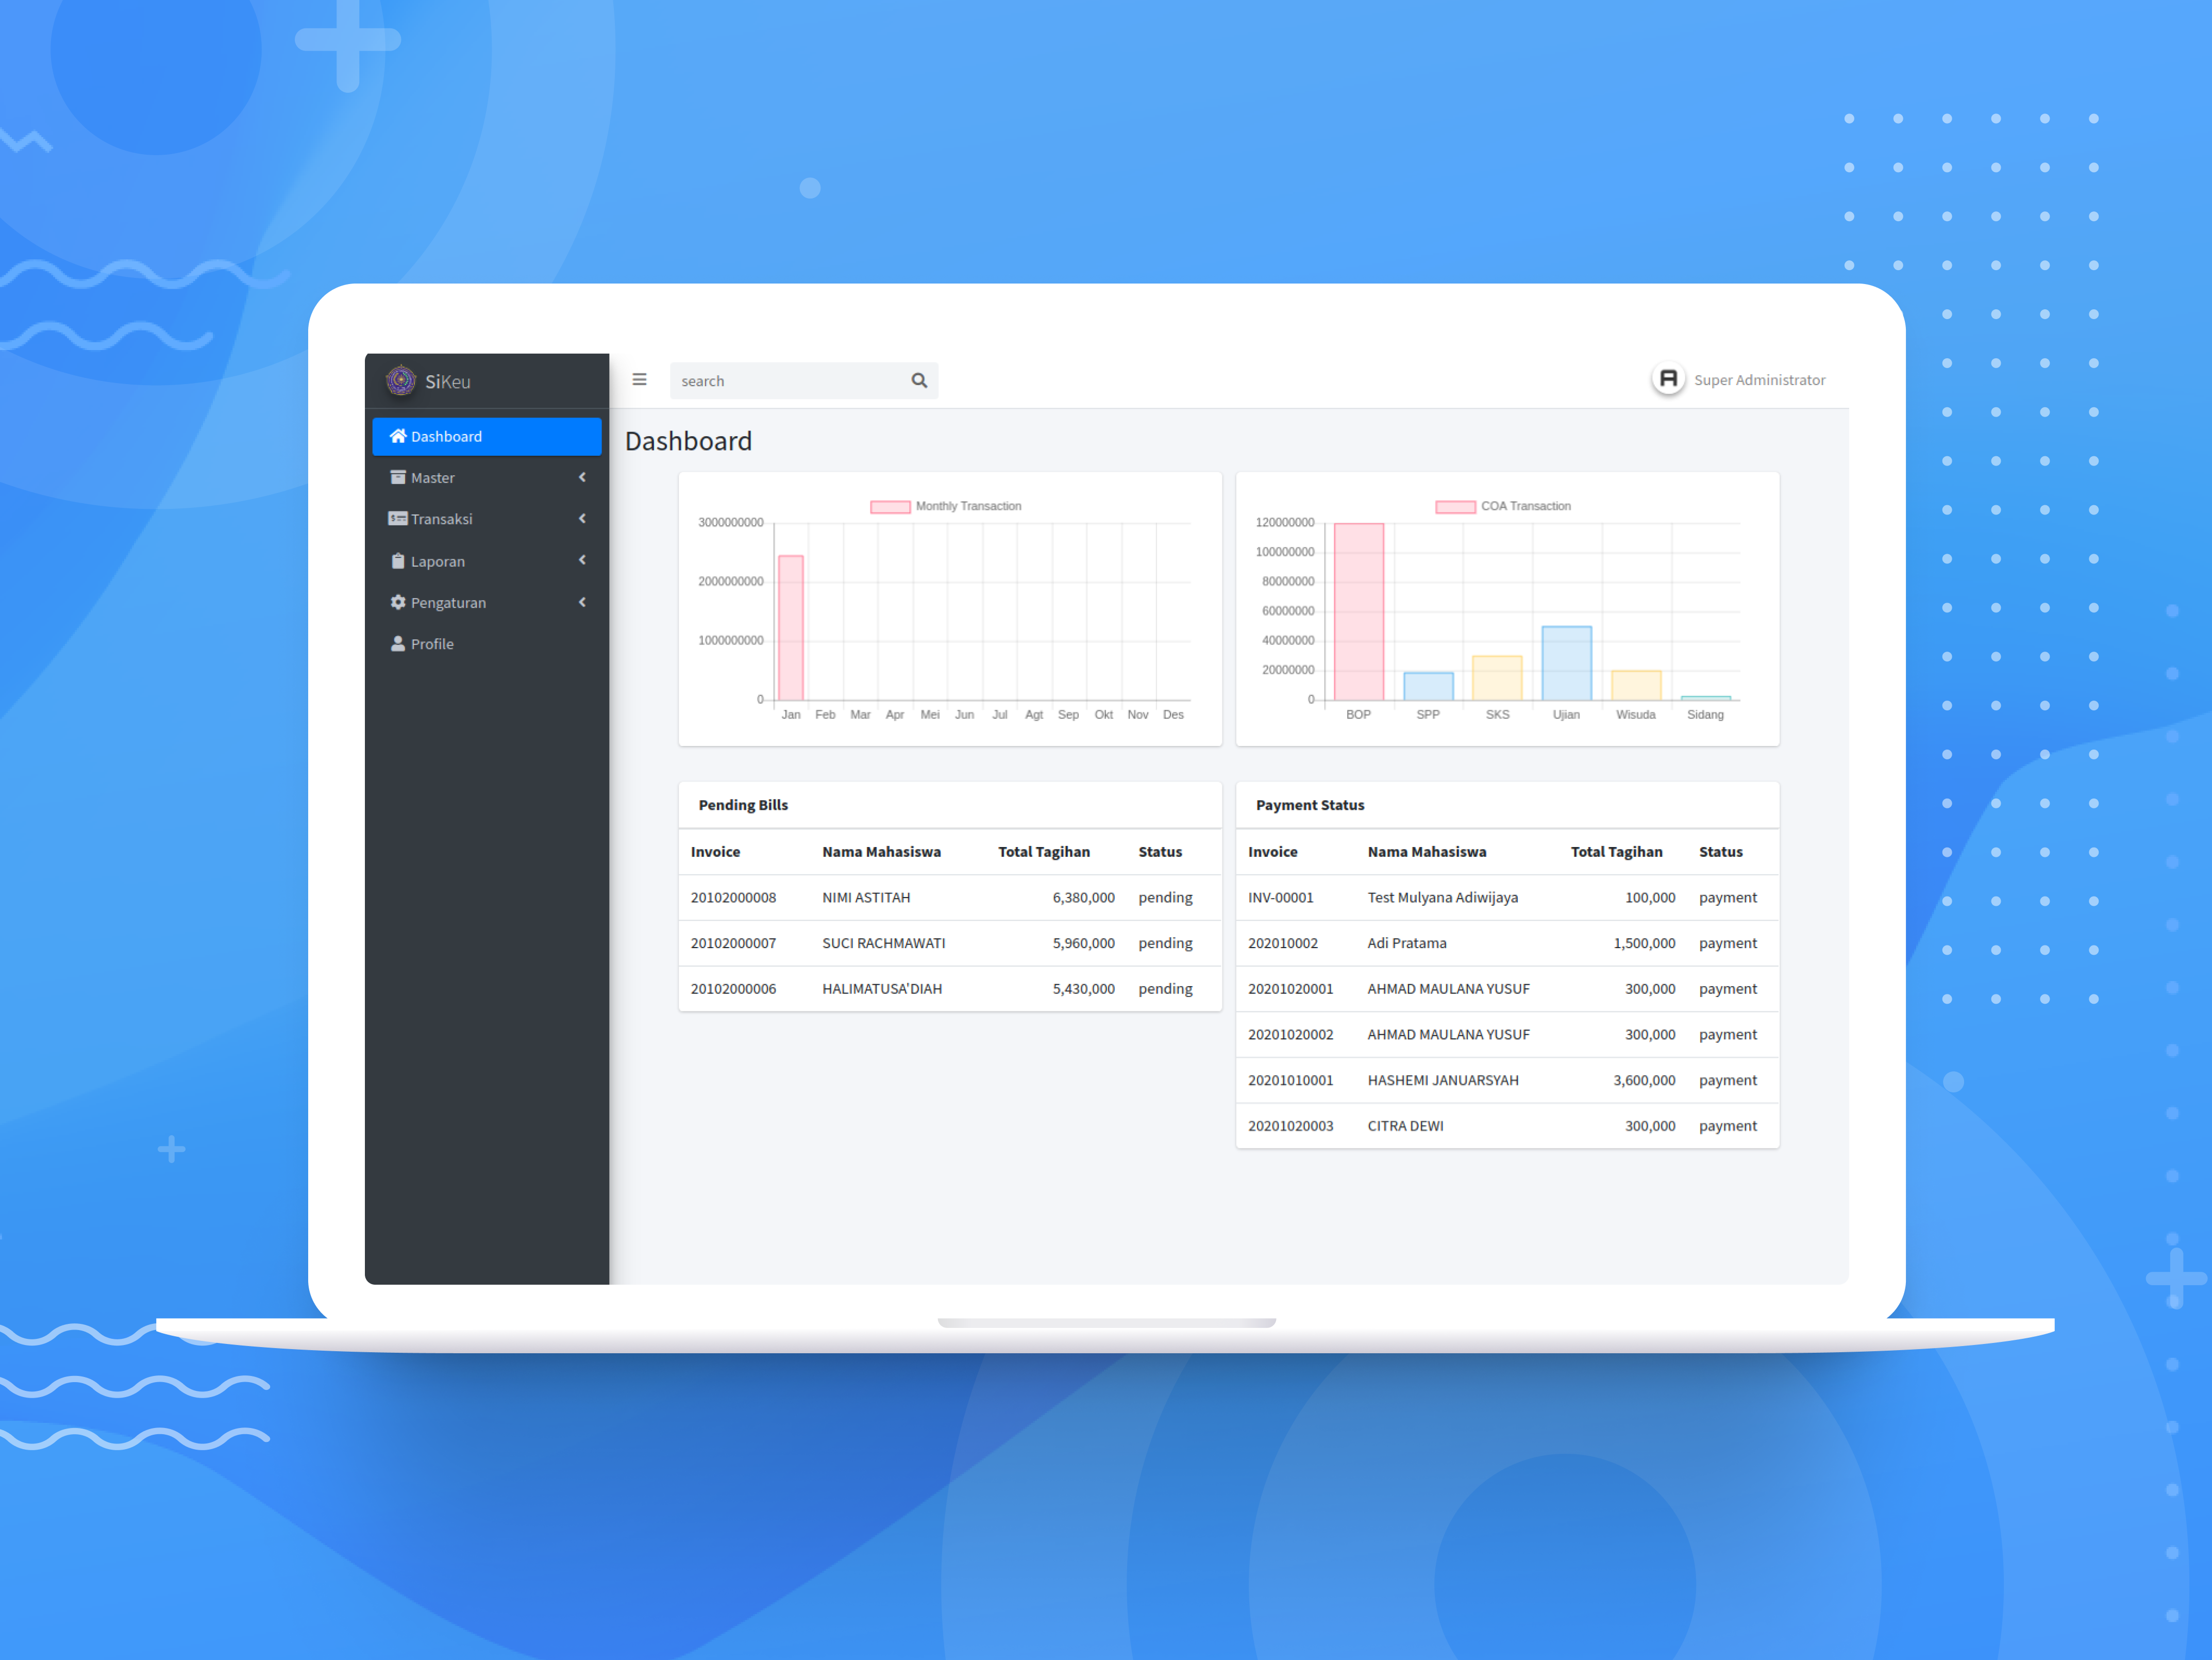 SiKeu
search
Super Administrator
Dashboard
Master
Transaksi
Laporan
Pengaturan
Profile
Dashboard
Monthly Transaction
3000000000
2000000000
1000000000
0
Jan Feb Mar Apr Mei Jun Jul Agt Sep Okt Nov Des
COA Transaction
120000000
100000000
80000000
60000000
40000000
20000000
0
BOP SPP SKS Ujian Wisuda Sidang
Pending Bills
Invoice Nama Mahasiswa Total Tagihan Status
20102000008 NIMI ASTITAH 6,380,000 pending
20102000007 SUCI RACHMAWATI 5,960,000 pending
20102000006 HALIMATUSA'DIAH 5,430,000 pending
Payment Status
Invoice Nama Mahasiswa Total Tagihan Status
INV-00001 Test Mulyana Adiwijaya 100,000 payment
202010002 Adi Pratama 1,500,000 payment
20201020001 AHMAD MAULANA YUSUF 300,000 payment
20201020002 AHMAD MAULANA YUSUF 300,000 payment
20201010001 HASHEMI JANUARSYAH 3,600,000 payment
20201020003 CITRA DEWI 300,000 payment